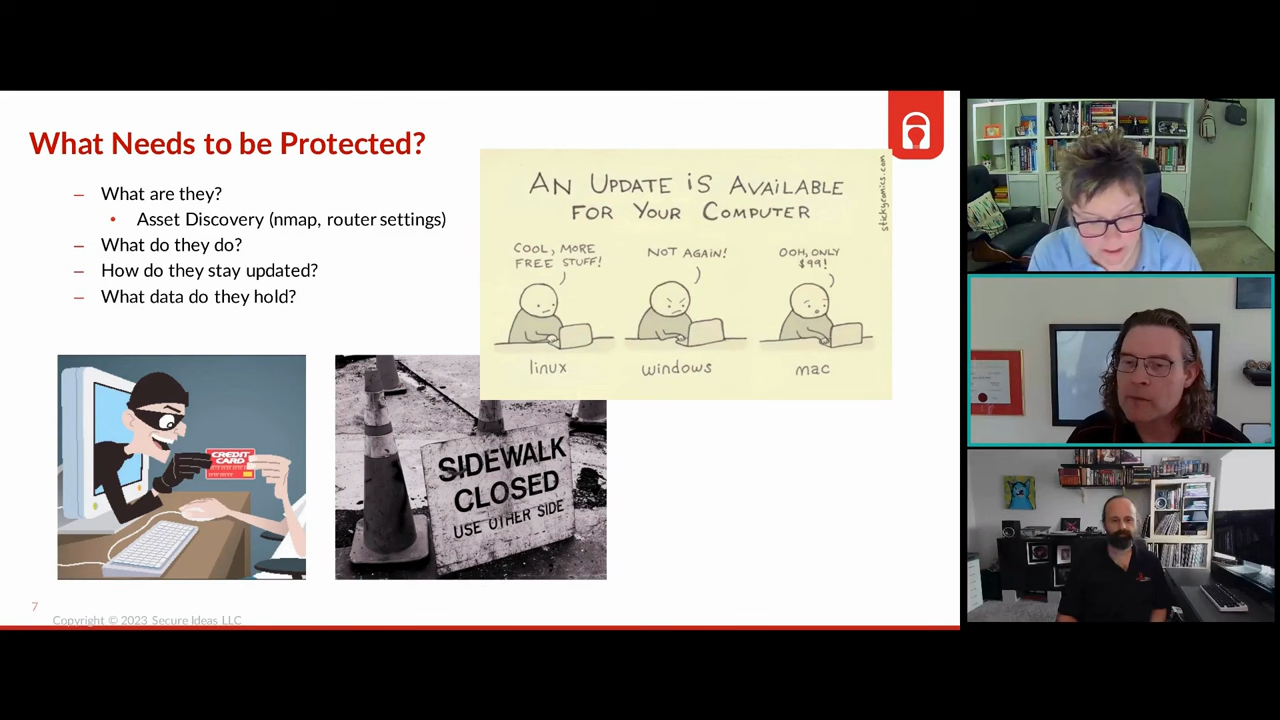 What Needs to be Protected?
– What are they?
• Asset Discovery (nmap, router settings)
– What do they do?
– How do they stay updated?
– What data do they hold?
AN UPDATE iS AVAILABLE
FOR YOUR COMPUTER
stickycomics.com
COOL, MORE
FREE STUFF!
NOT AGAIN!
OOH, ONLY
$99!
linux
windows
mac
CREDIT
CARD
SIDEWALK
CLOSED
USE OTHER SIDE
7
Copyright © 2023 Secure Ideas LLC